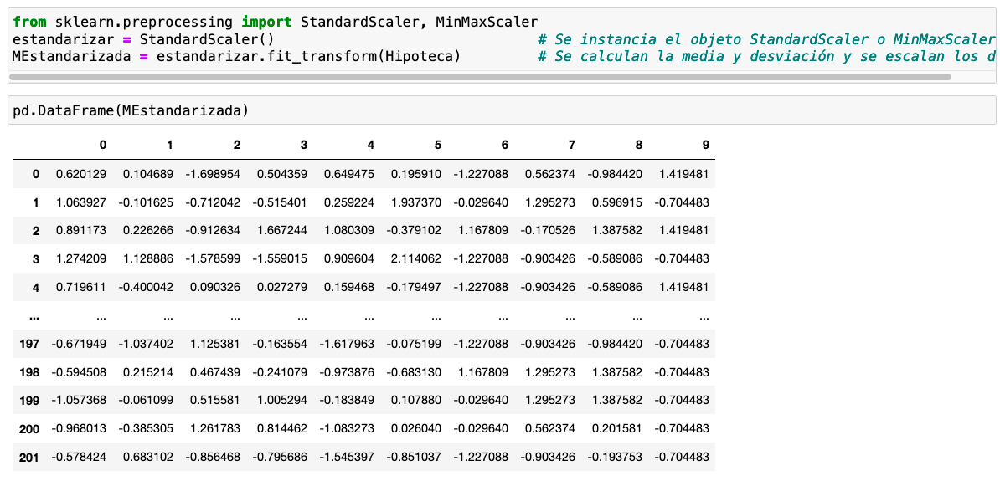 from sklearn.preprocessing import StandardScaler, MinMaxScaler
estandarizar = StandardScaler() # Se instancia el objeto StandardScaler o MinMaxScaler
MEstandarizada = estandarizar.fit_transform(Hipoteca) # Se calculan la media y desviación y se escalan los d
pd.DataFrame(MEstandarizada)
0 1 2 3 4 5 6 7 8 9
0 0.620129 0.104689 -1.698954 0.504359 0.649475 0.195910 -1.227088 0.562374 -0.984420 1.419481
1 1.063927 -0.101625 -0.712042 -0.515401 0.259224 1.937370 -0.029640 1.295273 0.596915 -0.704483
2 0.891173 0.226266 -0.912634 1.667244 1.080309 -0.379102 1.167809 -0.170526 1.387582 1.419481
3 1.274209 1.128886 -1.578599 -1.559015 0.909604 2.114062 -1.227088 -0.903426 -0.589086 -0.704483
4 0.719611 -0.400042 0.090326 0.027279 0.159468 -0.179497 -1.227088 -0.903426 -0.589086 1.419481
... ... ... ... ... ... ... ... ... ... ...
197 -0.671949 -1.037402 1.125381 -0.163554 -1.617963 -0.075199 -1.227088 -0.903426 -0.984420 -0.704483
198 -0.594508 0.215214 0.467439 -0.241079 -0.973876 -0.683130 1.167809 1.295273 1.387582 -0.704483
199 -1.057368 -0.061099 0.515581 1.005294 -0.183849 0.107880 -0.029640 1.295273 1.387582 -0.704483
200 -0.968013 -0.385305 1.261783 0.814462 -1.083273 0.026040 -0.029640 0.562374 0.201581 -0.704483
201 -0.578424 0.683102 -0.856468 -0.795686 -1.545397 -0.851037 -1.227088 -0.903426 -0.193753 -0.704483